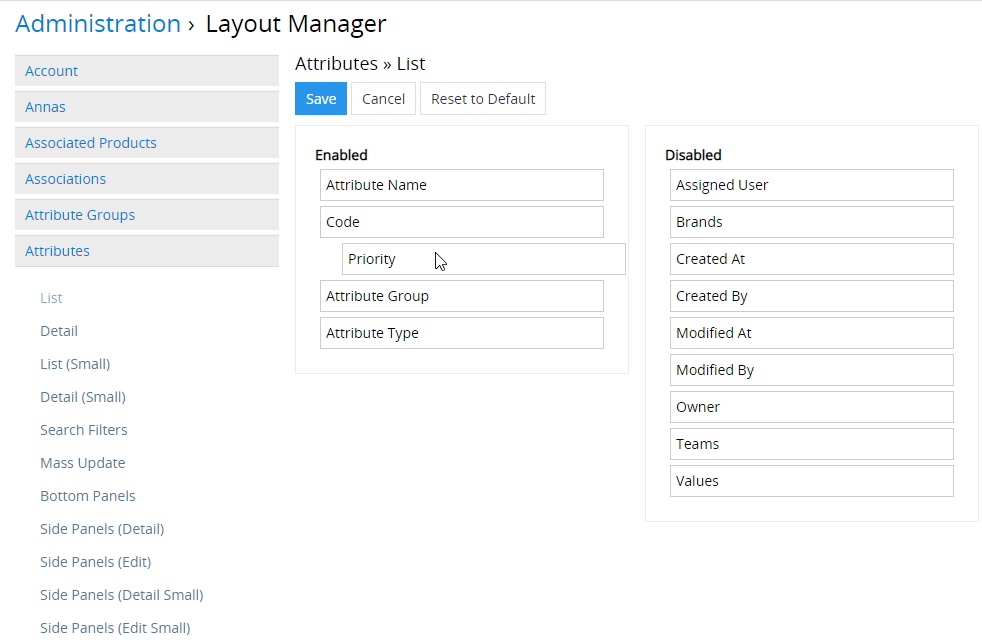 Administration › Layout Manager
Account
Annas
Associated Products
Associations
Attribute Groups
Attributes
List
Detail
List (Small)
Detail (Small)
Search Filters
Mass Update
Bottom Panels
Side Panels (Detail)
Side Panels (Edit)
Side Panels (Detail Small)
Side Panels (Edit Small)
Attributes » List
Save Cancel Reset to Default
Enabled
Attribute Name
Code
Priority
Attribute Group
Attribute Type
Disabled
Assigned User
Brands
Created At
Created By
Modified At
Modified By
Owner
Teams
Values